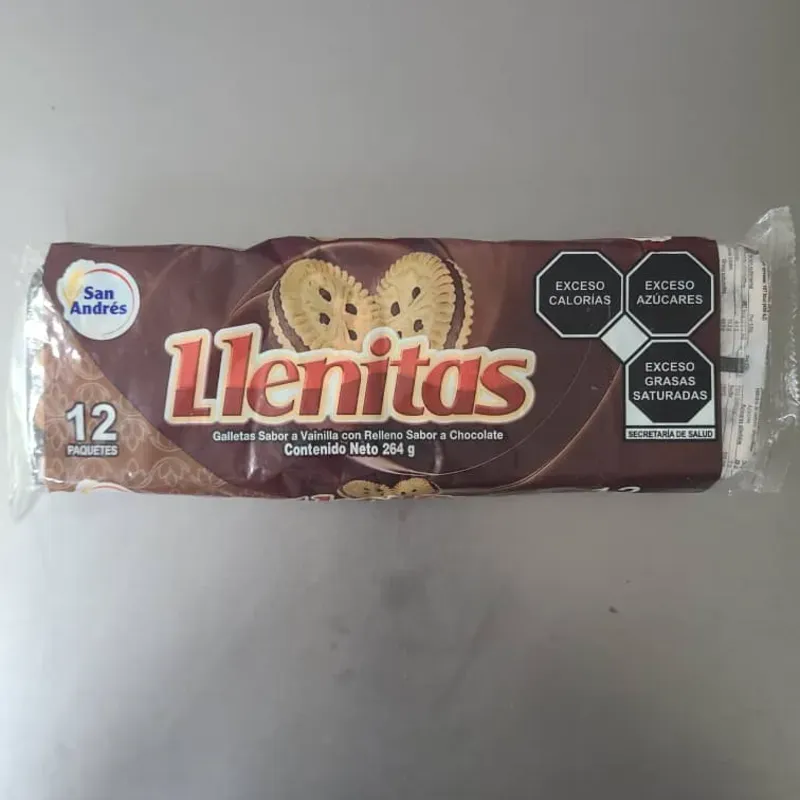 San
Andrés
12
PAQUETES
Llenitas
Galletas Sabor a Vainilla con Relleno Sabor a Chocolate
Contenido Neto 264 g
EXCESO
CALORÍAS
EXCESO
AZÚCARES
EXCESO
GRASAS
SATURADAS
SECRETARÍA DE SALUD